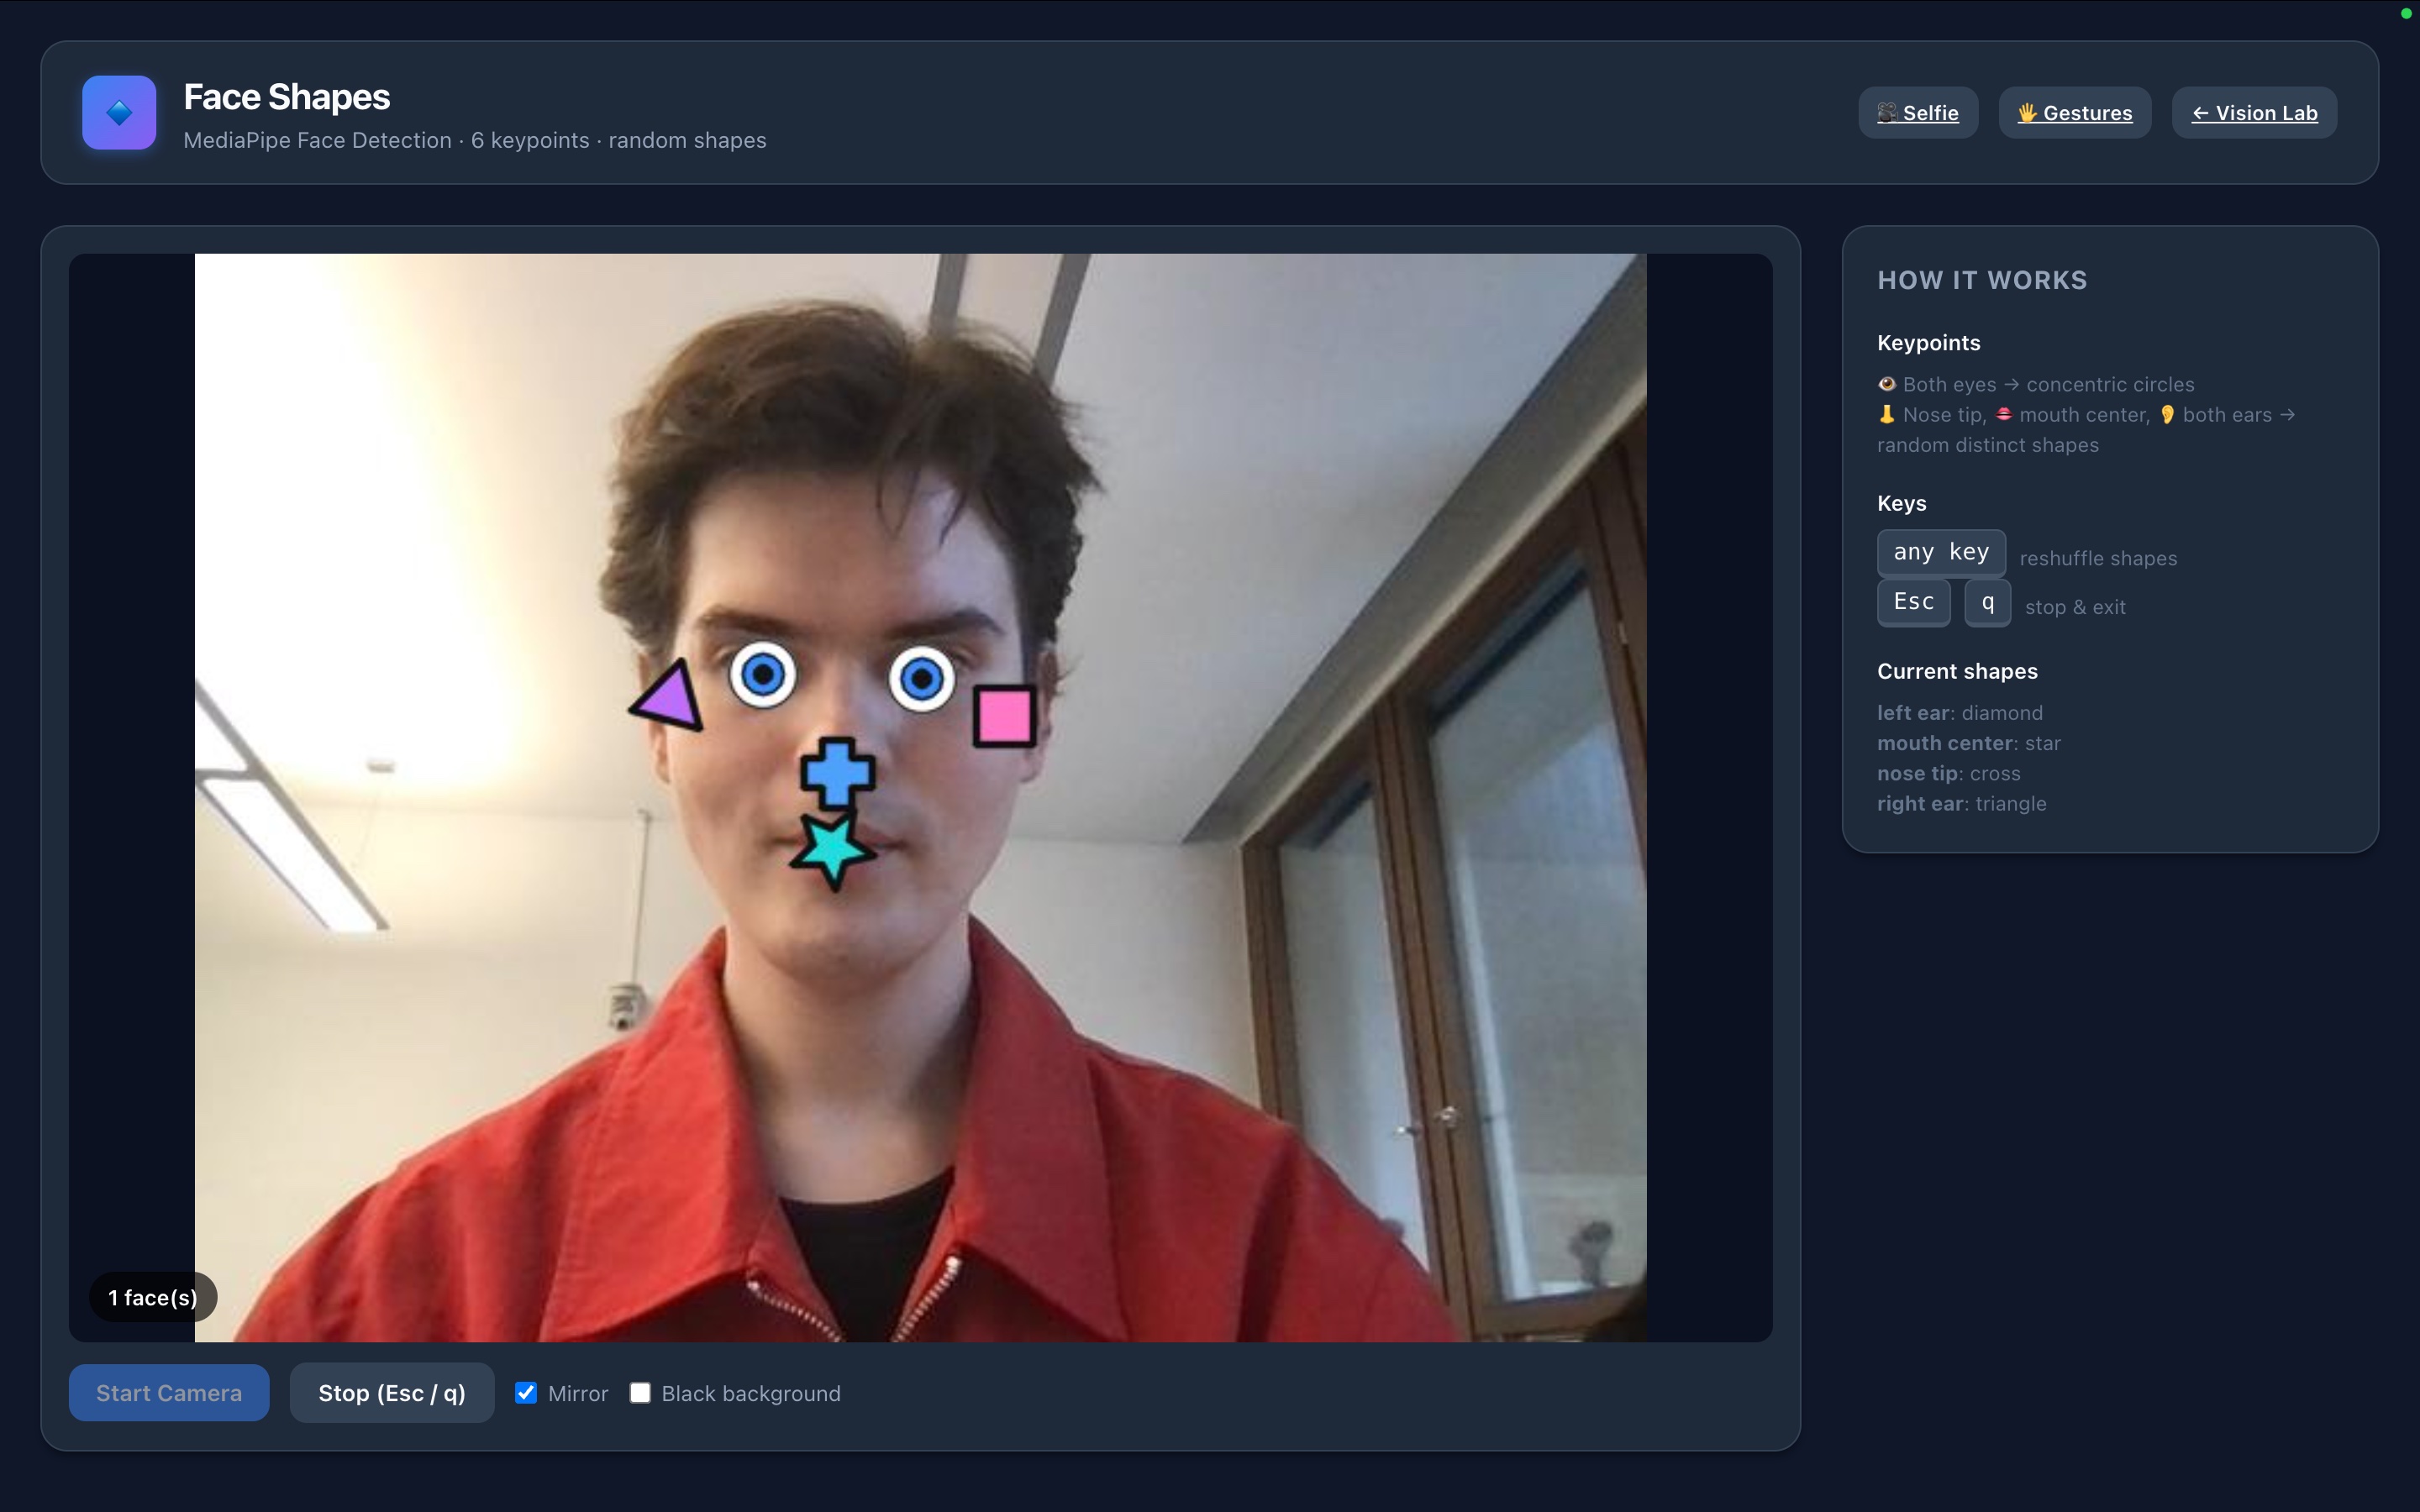 Face Shapes
MediaPipe Face Detection · 6 keypoints · random shapes
Selfie
Gestures
← Vision Lab
1 face(s)
Start Camera
Stop (Esc / q)
Mirror
Black background
HOW IT WORKS
Keypoints
Both eyes → concentric circles
Nose tip, mouth center, both ears →
random distinct shapes
Keys
any key reshuffle shapes
Esc q stop & exit
Current shapes
left ear: diamond
mouth center: star
nose tip: cross
right ear: triangle